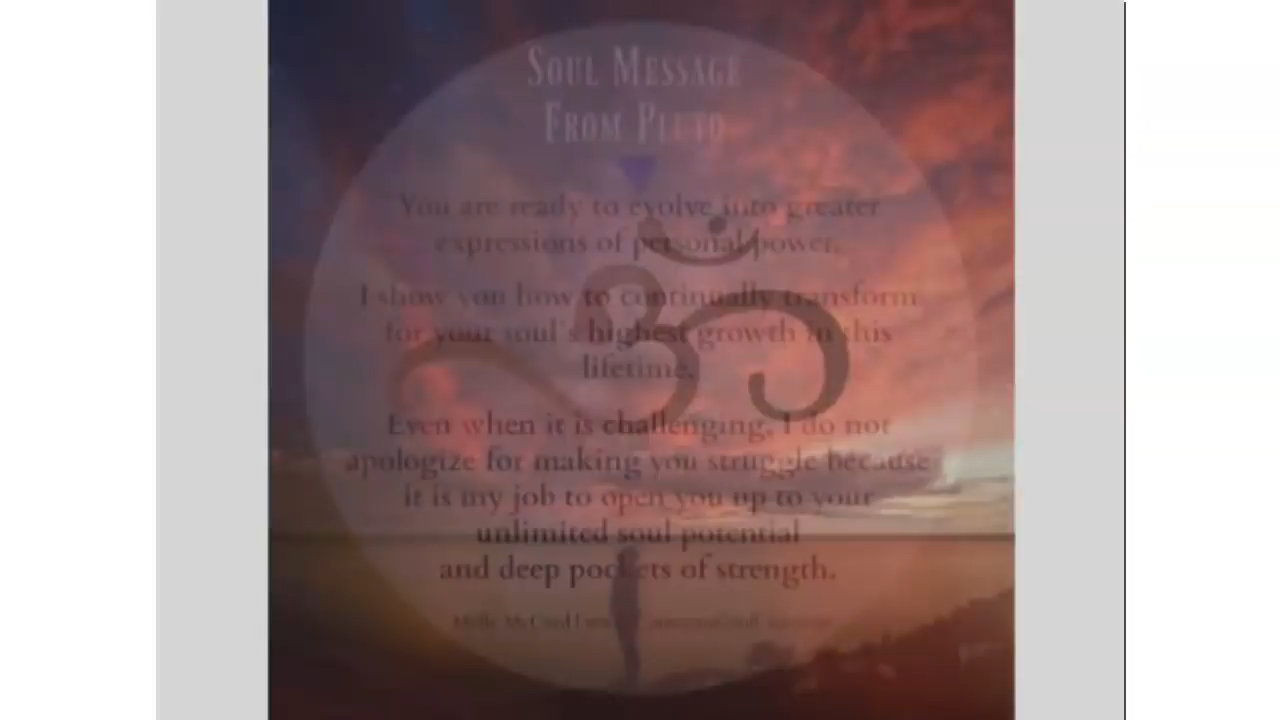 SOUL MESSAGE
FROM PLUTO
You are ready to evolve into greater
expressions of personal power.
I show you how to continually transform
for your soul's highest growth in this
lifetime.
Even when it is challenging, I do not
apologize for making you struggle because
it is my job to open you up to your
unlimited soul potential
and deep pockets of strength.
Molly McCord
ॐ